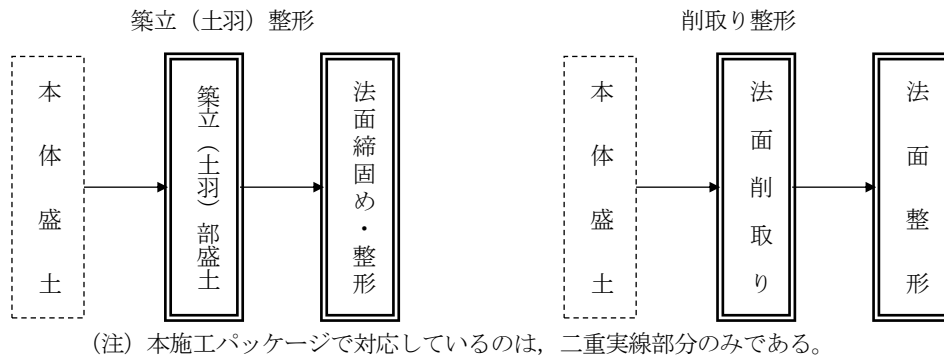 築立（土羽）整形
本体盛土
築立（土羽）部盛土
法面締固め・整形
削取り整形
本体盛土
法面削取り
法面整形
（注）本施工パッケージで対応しているのは，二重実線部分のみである。